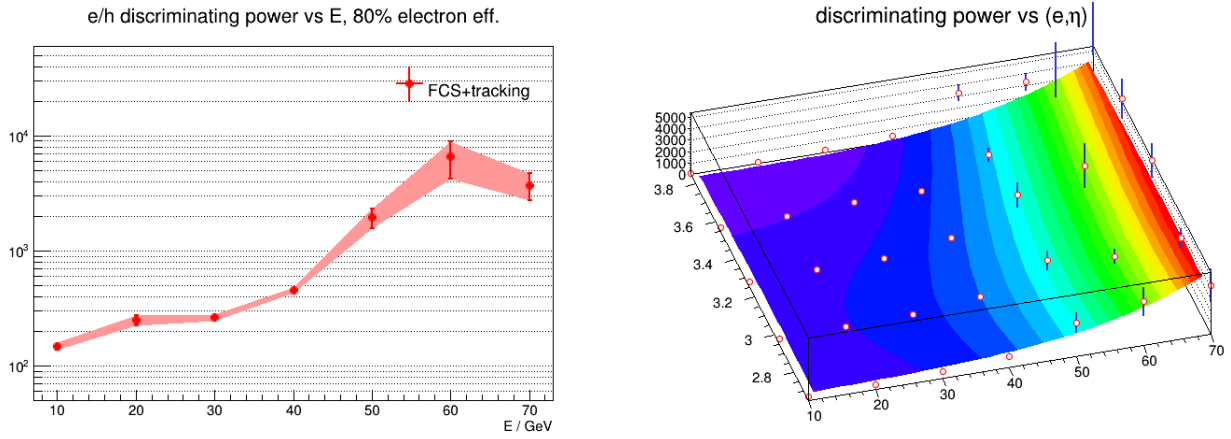 e/h discriminating power vs E, 80% electron eff.
FCS+tracking
10⁴
10³
10²
10 20 30 40 50 60 70
E / GeV
discriminating power vs (e,η)
5000
4000
3000
2000
1000
0
3.8
3.6
3.4
3.2
3
2.8
10 20 30 40 50 60 70